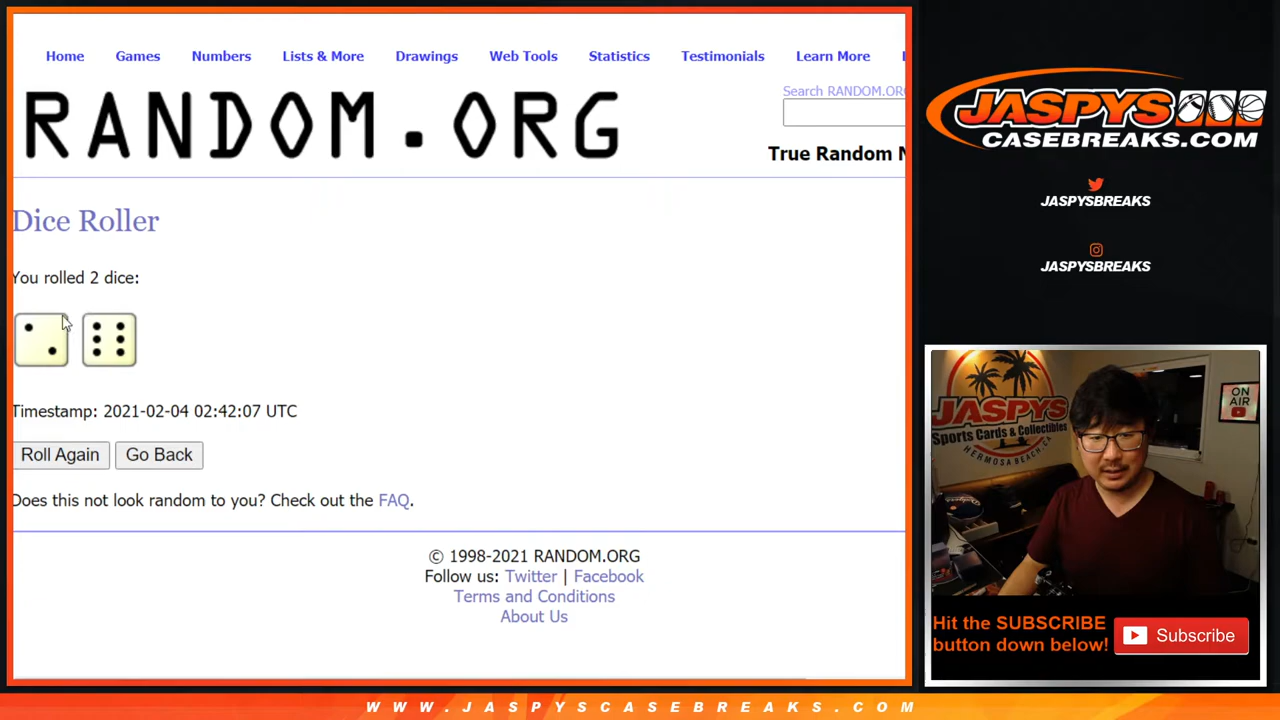 Home Games Numbers Lists & More Drawings Web Tools Statistics Testimonials Learn More
RANDOM.ORG
Search RANDOM.ORG
True Random N
Dice Roller
You rolled 2 dice:
Timestamp: 2021-02-04 02:42:07 UTC
Roll Again Go Back
Does this not look random to you? Check out the FAQ.
© 1998-2021 RANDOM.ORG
Follow us: Twitter | Facebook
Terms and Conditions
About Us
JASPYS
CASEBREAKS.COM
JASPYSBREAKS
JASPYSBREAKS
JASPYS
Sports Cards & Collectibles
HERMOSA BEACH, CA
ON
AIR
Hit the SUBSCRIBE
button down below!
Subscribe
WWW.JASPYSCASEBREAKS.COM